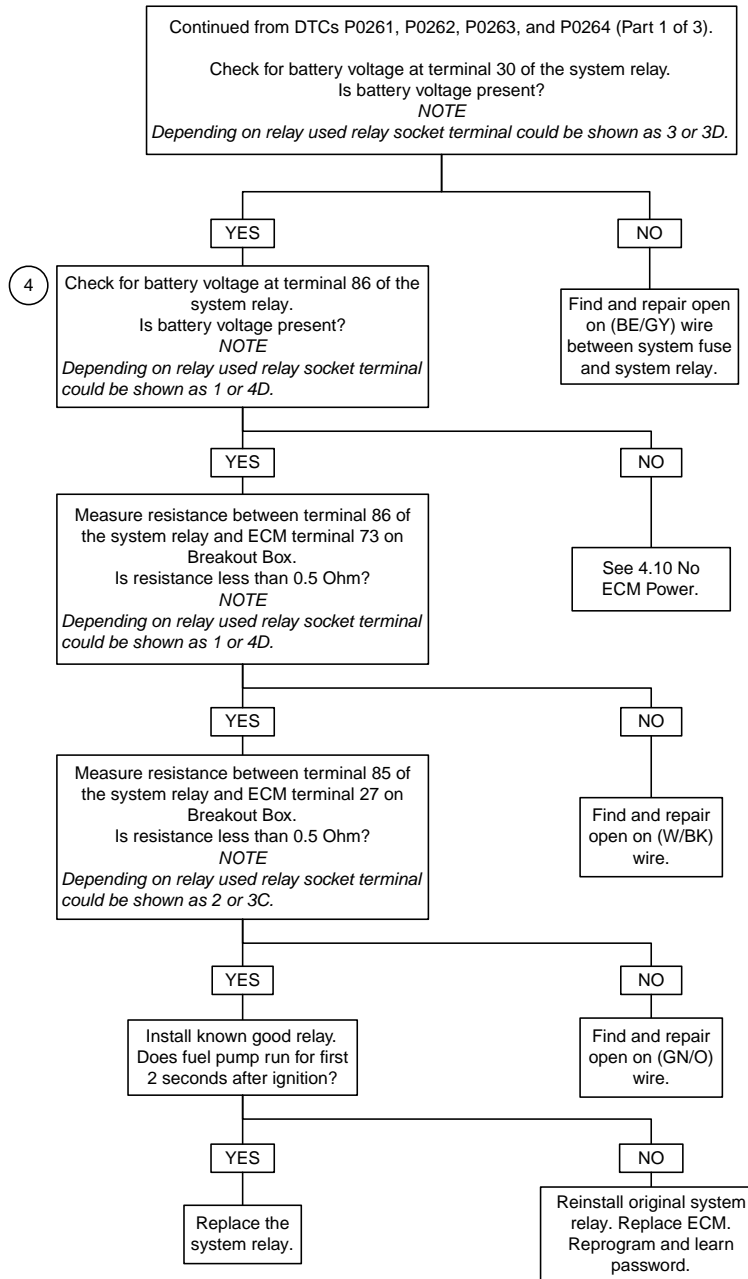 Continued from DTCs P0261, P0262, P0263, and P0264 (Part 1 of 3).
Check for battery voltage at terminal 30 of the system relay.
Is battery voltage present?
NOTE
Depending on relay used relay socket terminal could be shown as 3 or 3D.
YES
NO
4
Check for battery voltage at terminal 86 of the
system relay.
Is battery voltage present?
NOTE
Depending on relay used relay socket terminal
could be shown as 1 or 4D.
Find and repair open
on (BE/GY) wire
between system fuse
and system relay.
YES
NO
Measure resistance between terminal 86 of
the system relay and ECM terminal 73 on
Breakout Box.
Is resistance less than 0.5 Ohm?
NOTE
Depending on relay used relay socket terminal
could be shown as 1 or 4D.
See 4.10 No
ECM Power.
YES
NO
Measure resistance between terminal 85 of
the system relay and ECM terminal 27 on
Breakout Box.
Is resistance less than 0.5 Ohm?
NOTE
Depending on relay used relay socket terminal
could be shown as 2 or 3C.
Find and repair
open on (W/BK)
wire.
YES
NO
Install known good relay.
Does fuel pump run for first
2 seconds after ignition?
Find and repair
open on (GN/O)
wire.
YES
NO
Replace the
system relay.
Reinstall original system
relay. Replace ECM.
Reprogram and learn
password.